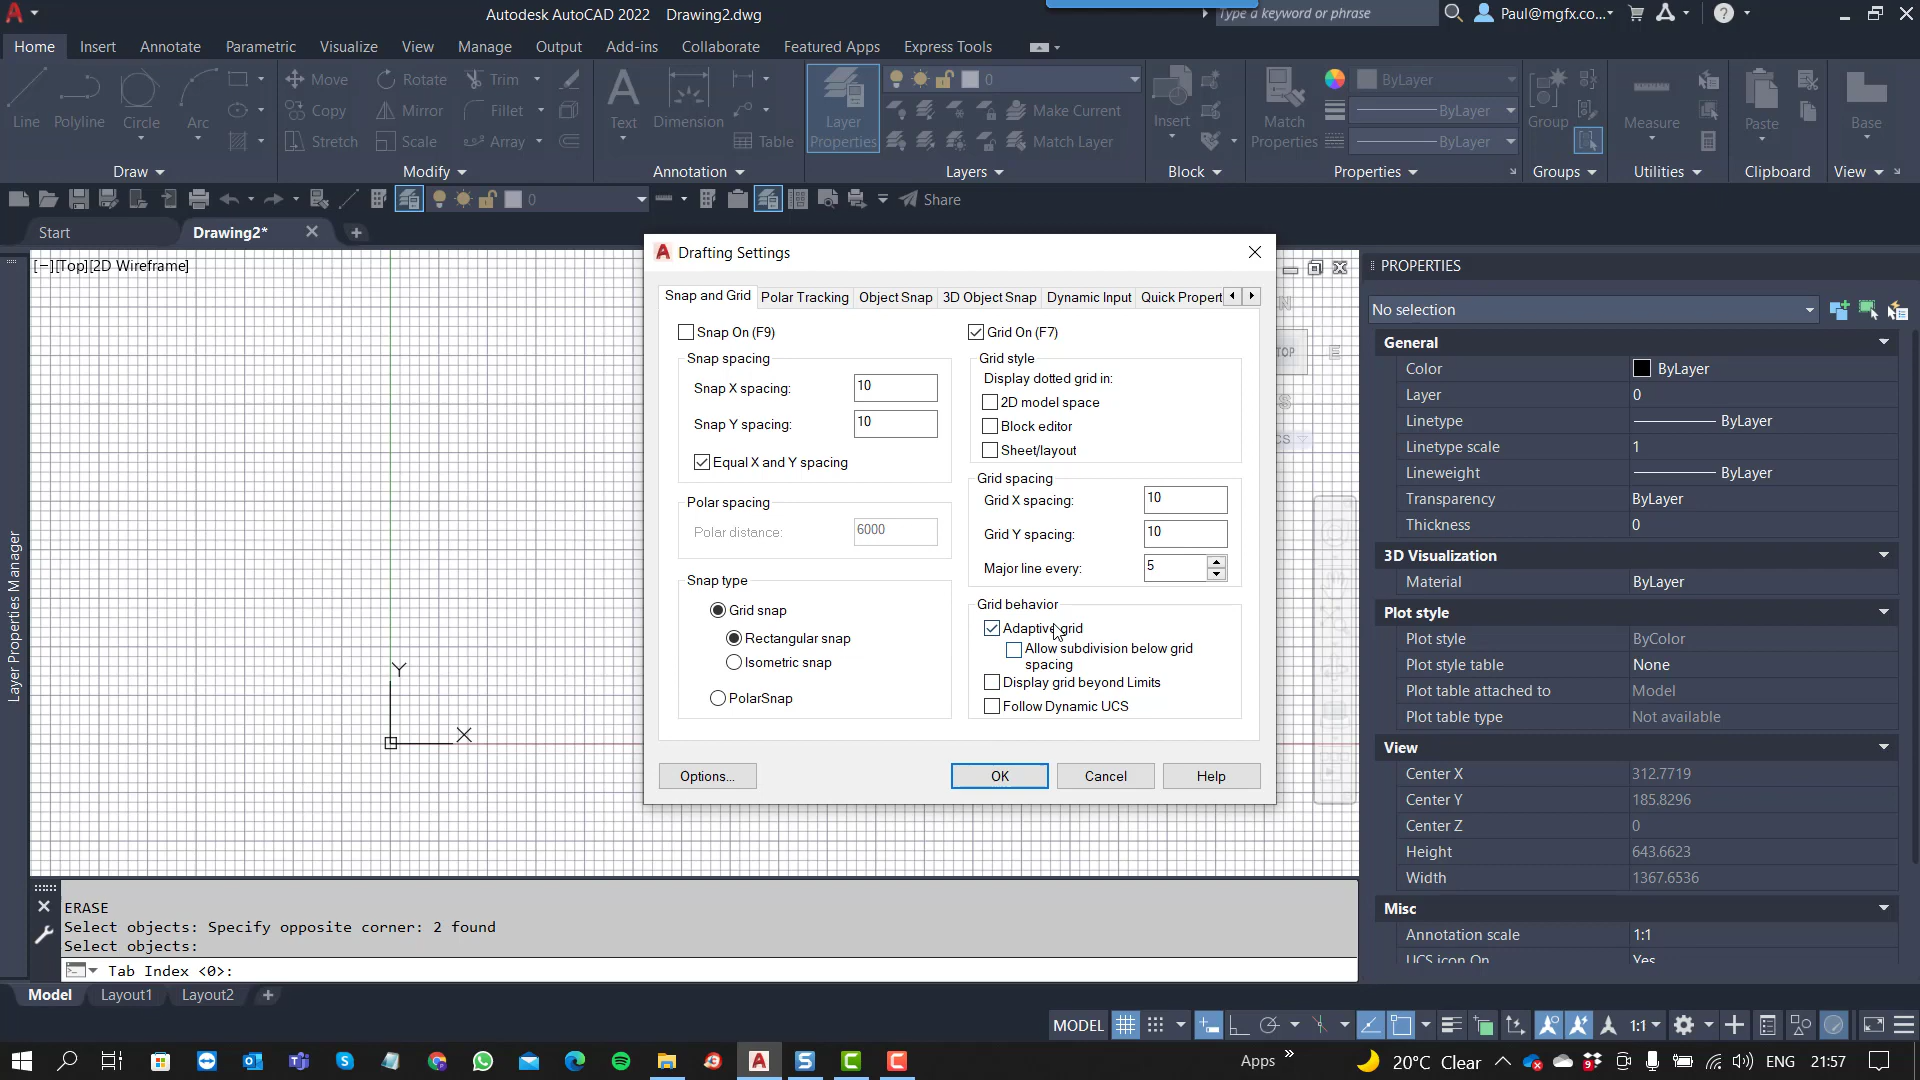 Autodesk AutoCAD 2022 Drawing2.dwg
Type a keyword or phrase
Paul@mgfx.co...
Home Insert Annotate Parametric Visualize View Manage Output Add-ins Collaborate Featured Apps Express Tools
Move Rotate Trim
0
ByLayer
Copy Mirror Fillet
Make Current
ByLayer
Line Polyline Circle Arc
Text Dimension
Layer
Properties
Insert
Match
Properties
Group
Measure
Paste
Base
Stretch Scale Array
Table
Match Layer
ByLayer
Draw Modify Annotation Layers Block Properties Groups Utilities Clipboard View
0
Share
Start Drawing2*
[−][Top][2D Wireframe]
Drafting Settings
Snap and Grid Polar Tracking Object Snap 3D Object Snap Dynamic Input Quick Propert
Snap On (F9)
Snap spacing
Snap X spacing: 10
Snap Y spacing: 10
Equal X and Y spacing
Polar spacing
Polar distance: 6000
Snap type
Grid snap
Rectangular snap
Isometric snap
PolarSnap
Grid On (F7)
Grid style
Display dotted grid in:
2D model space
Block editor
Sheet/layout
Grid spacing
Grid X spacing: 10
Grid Y spacing: 10
Major line every: 5
Grid behavior
Adaptive grid
Allow subdivision below grid
spacing
Display grid beyond Limits
Follow Dynamic UCS
Options... OK Cancel Help
TOP
E
S
Y
X
Layer Properties Manager
PROPERTIES
No selection
General
Color ByLayer
Layer 0
Linetype ByLayer
Linetype scale 1
Lineweight ByLayer
Transparency ByLayer
Thickness 0
3D Visualization
Material ByLayer
Plot style
Plot style ByColor
Plot style table None
Plot table attached to Model
Plot table type Not available
View
Center X 312.7719
Center Y 185.8296
Center Z 0
Height 643.6623
Width 1367.6536
Misc
Annotation scale 1:1
UCS icon On Yes
ERASE
Select objects: Specify opposite corner: 2 found
Select objects:
Tab Index <0>:
Model Layout1 Layout2
MODEL
1:1
Apps
20°C Clear
ENG 21:57